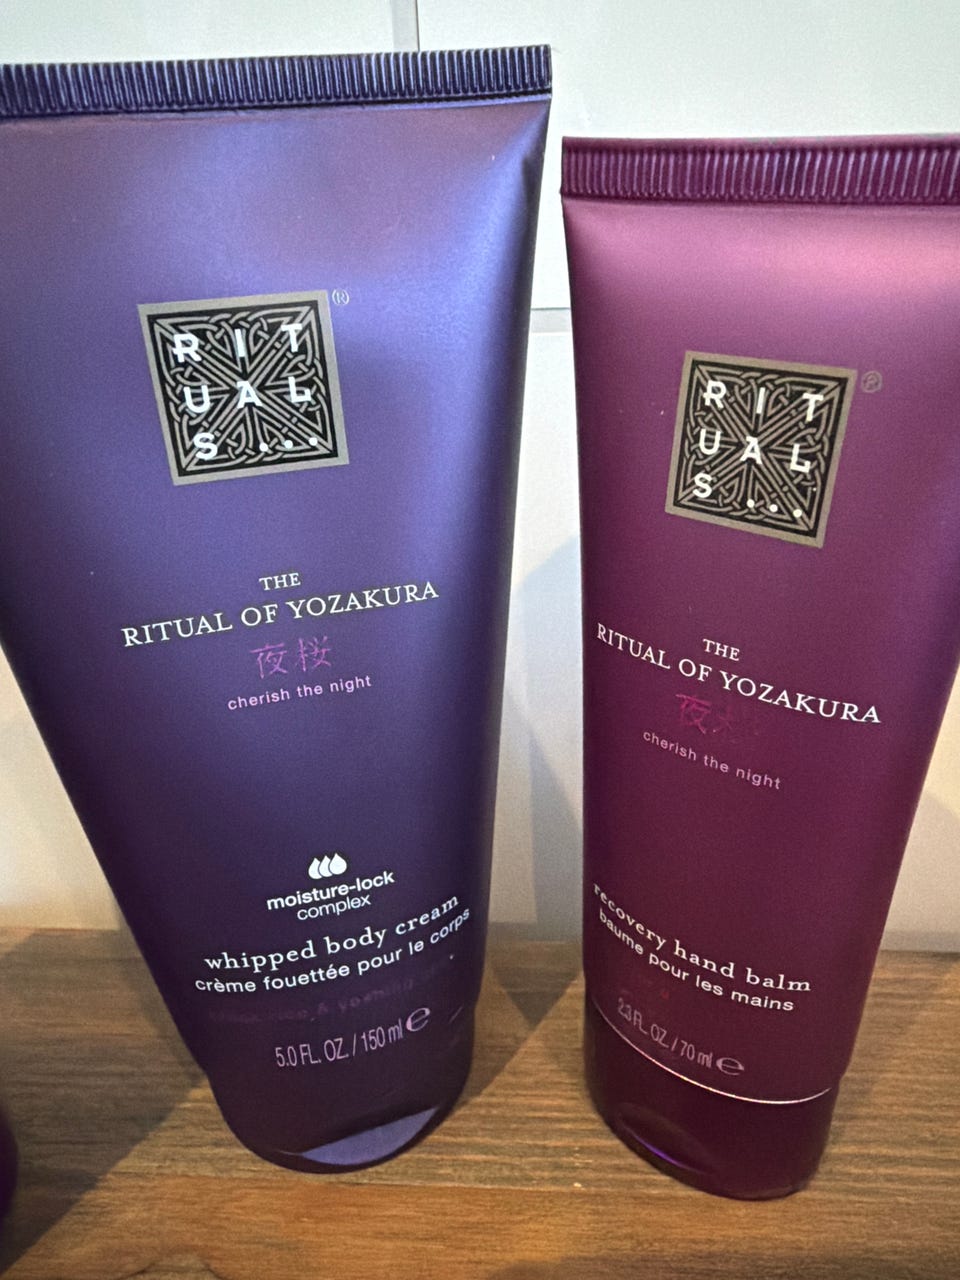 RIT
UAL
S...
®
THE
RITUAL OF YOZAKURA
夜桜
cherish the night
moisture-lock
complex
whipped body cream
crème fouettée pour le corps
5.0 FL. OZ. / 150 ml e
RIT
UAL
S...
®
THE
RITUAL OF YOZAKURA
夜
cherish the night
recovery hand balm
baume pour les mains
2.3 FL. OZ. / 70 ml e